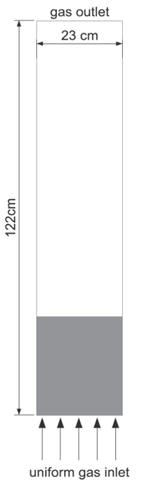 gas outlet
23 cm
122cm
uniform gas inlet